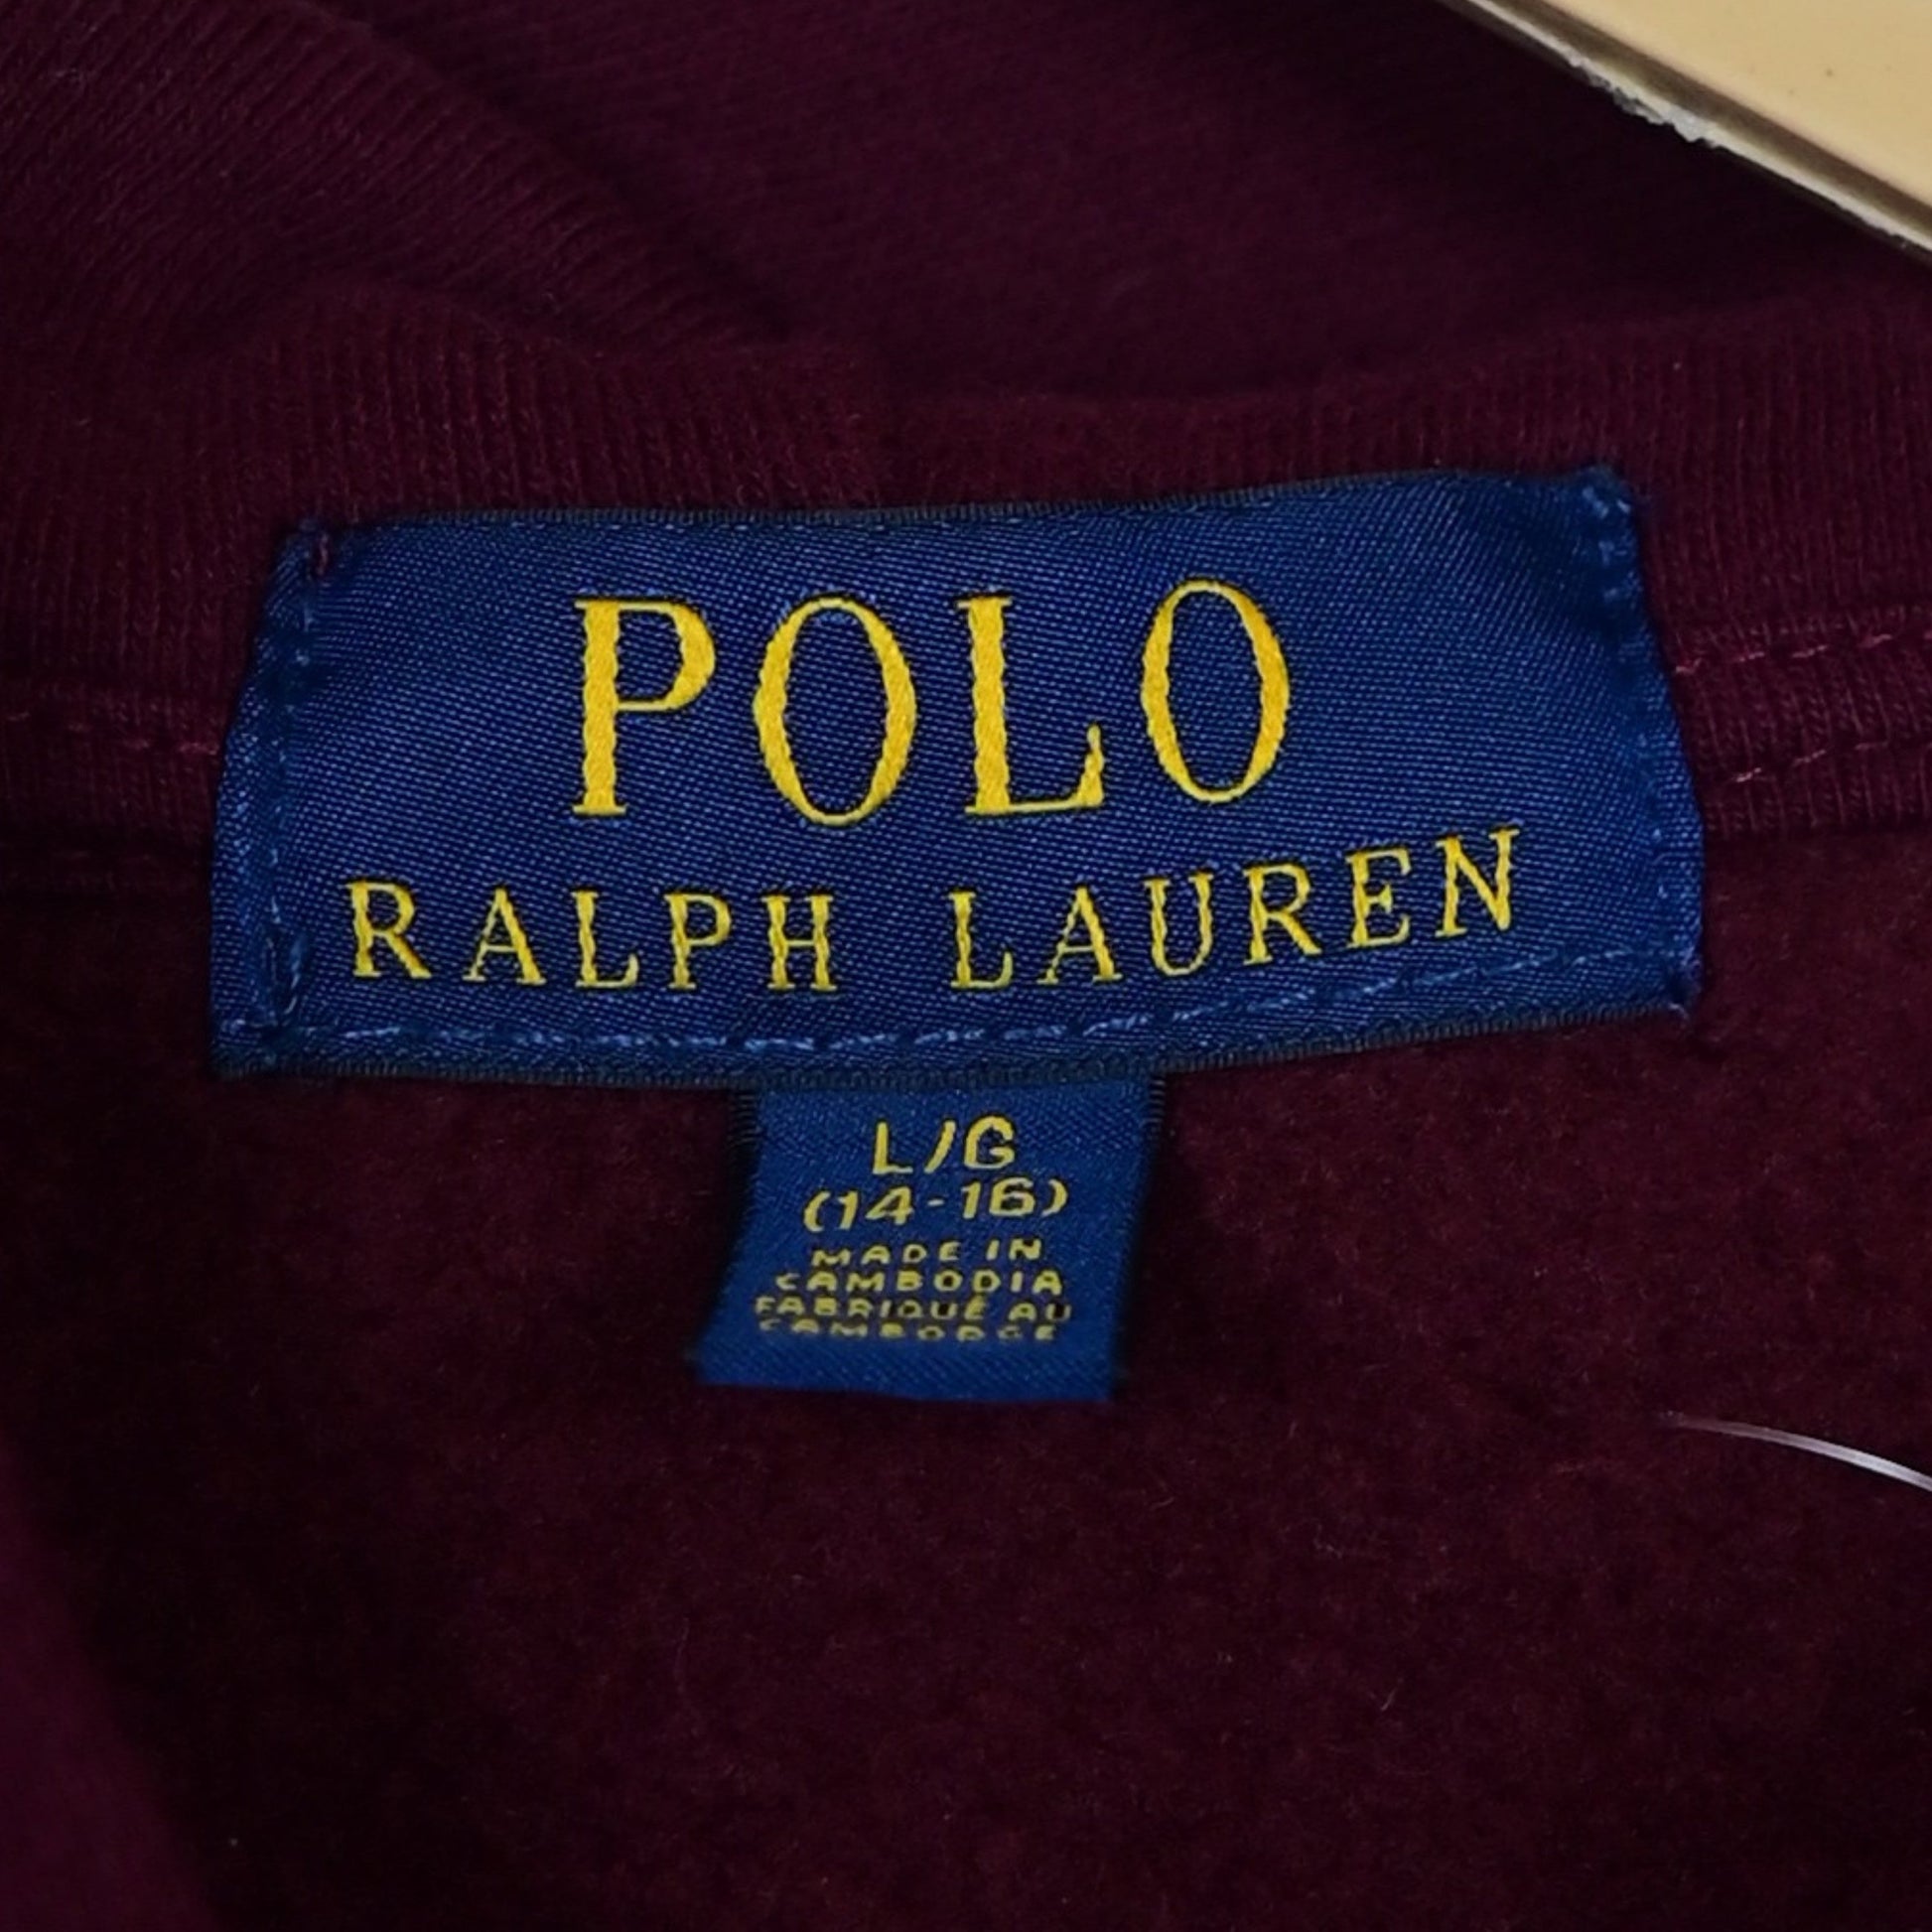 POLO
RALPH LAUREN
L/G
(14-16)
MADE IN
CAMBODIA
FABRIQUÉ AU
CAMBODGE